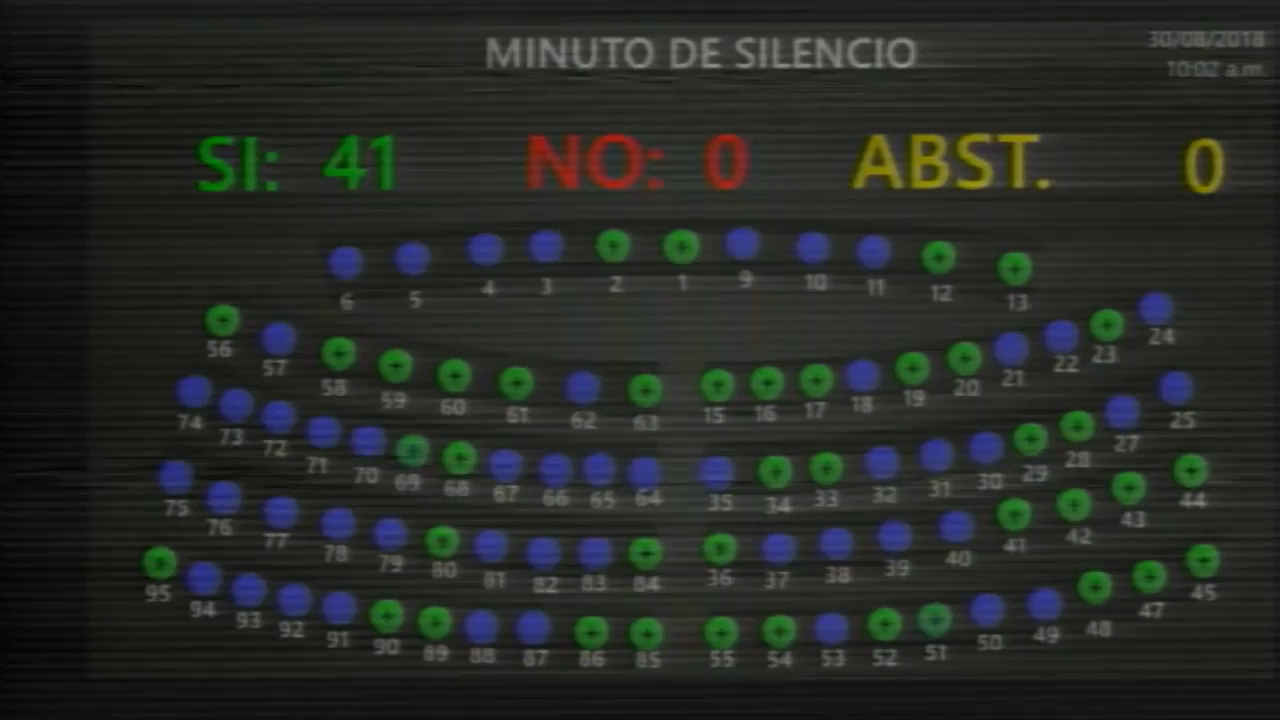 MINUTO DE SILENCIO
30/08/2018
10:02 a.m.
SI: 41 NO: 0 ABST. 0
6 5 4 3 2 1 9 10 11 12 13
56 57 58 59 60 61 62 63 15 16 17 18 19 20 21 22 23 24
74 73 72 71 70 69 68 67 66 65 64 35 34 33 32 31 30 29 28 27 25
75 76 77 78 79 80 81 82 83 84 36 37 38 39 40 41 42 43 44
95 94 93 92 91 90 89 88 87 86 85 55 54 53 52 51 50 49 48 47 45